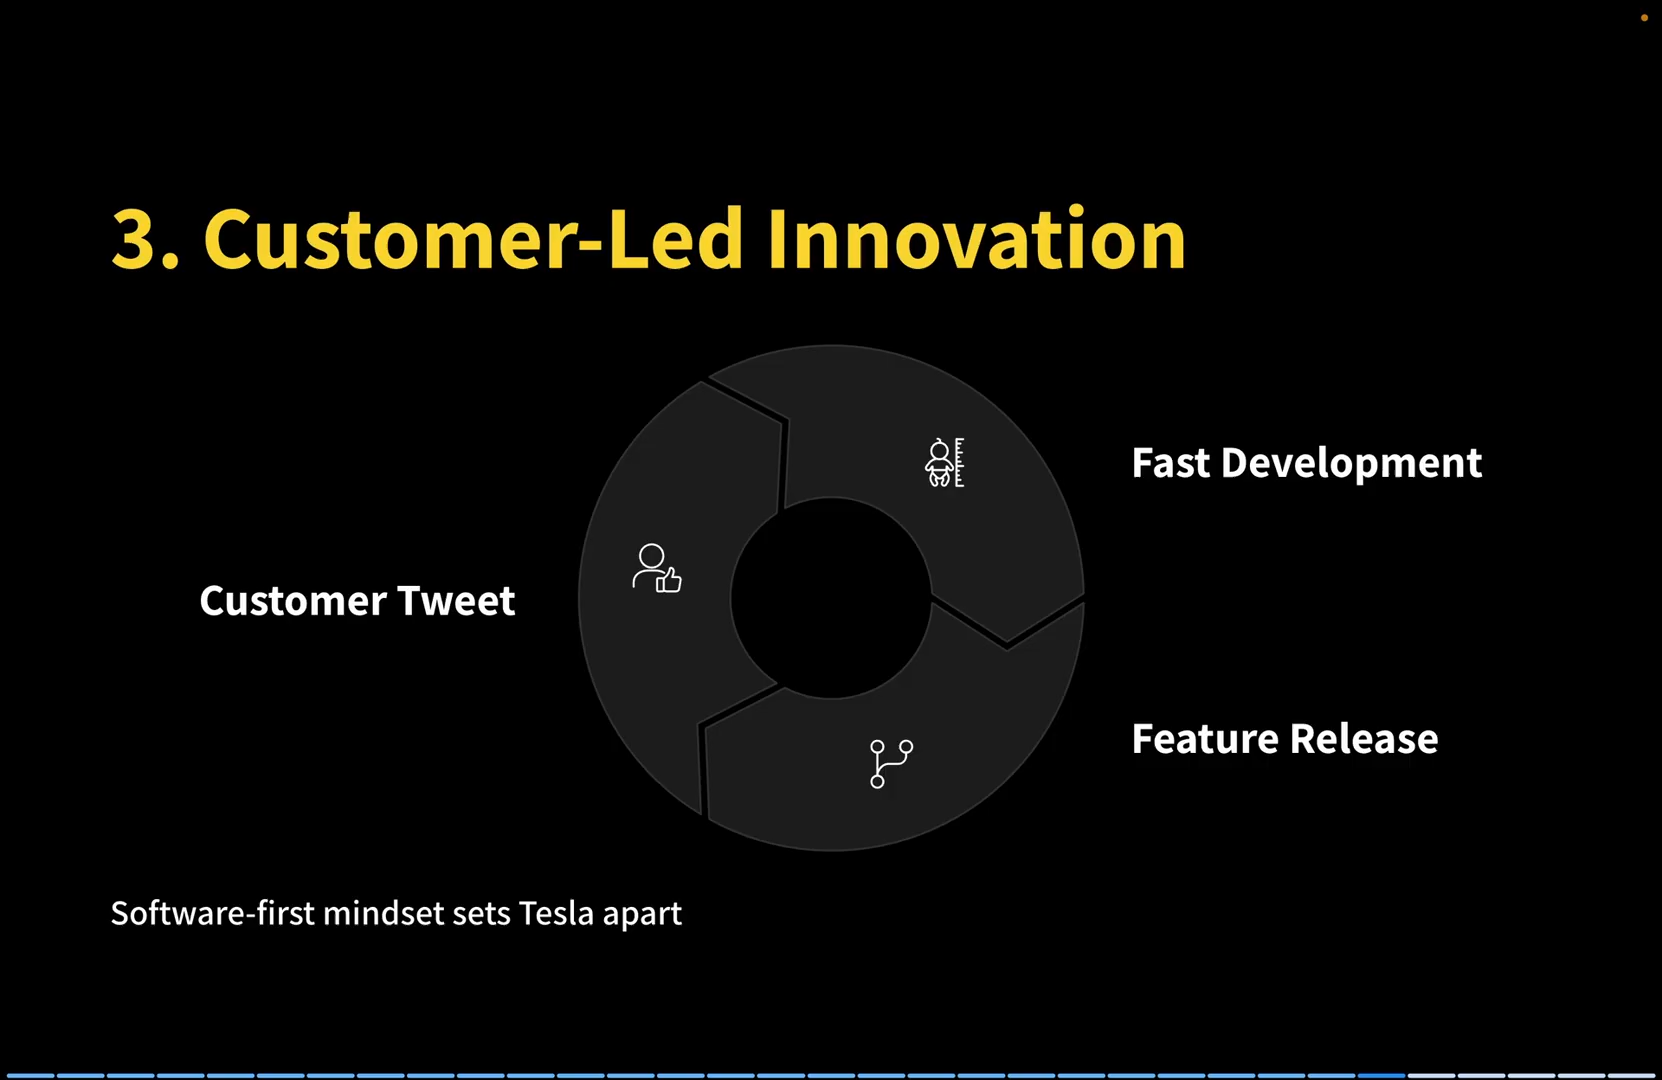 3. Customer-Led Innovation
Fast Development
Customer Tweet
Feature Release
Software-first mindset sets Tesla apart